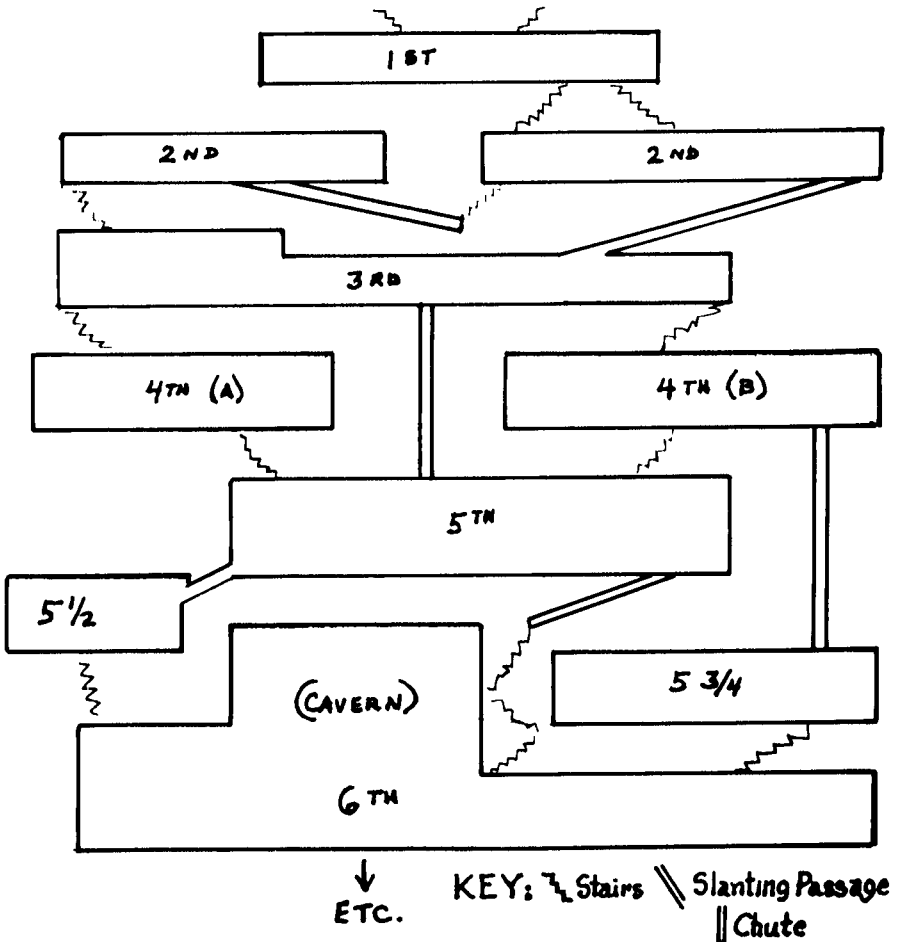 1ST
2ND
2ND
3RD
4TH (A)
4TH (B)
5TH
5 1/2
5 3/4
(CAVERN)
6TH
ETC.
KEY: Stairs Slanting Passage
Chute